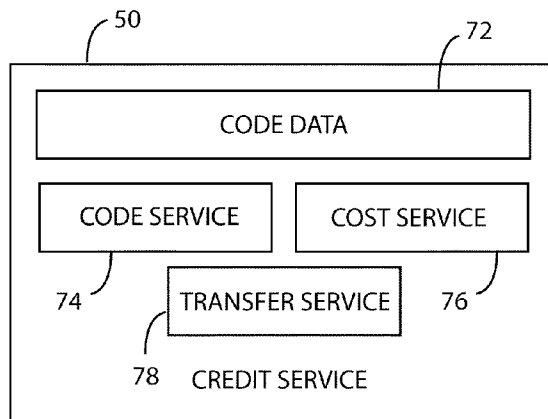 50
72
CODE DATA
CODE SERVICE
COST SERVICE
74
TRANSFER SERVICE
76
78
CREDIT SERVICE